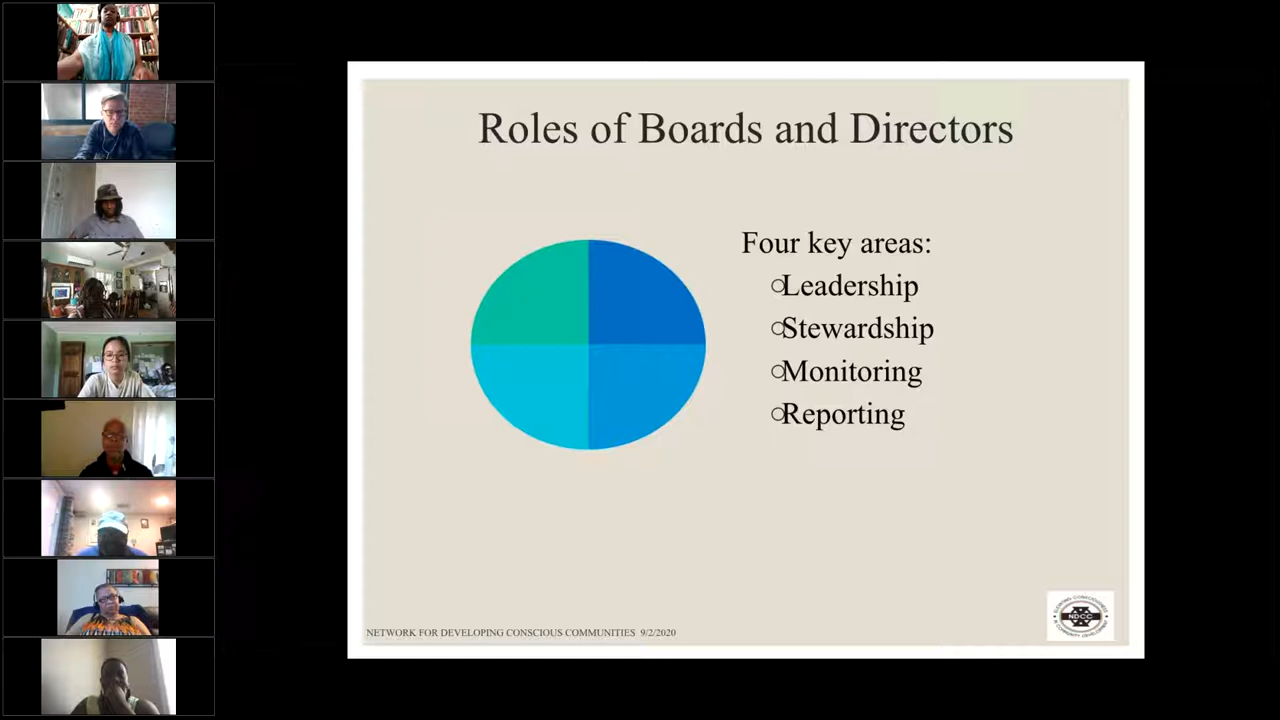 Roles of Boards and Directors
Four key areas:
Leadership
Stewardship
Monitoring
Reporting
NETWORK FOR DEVELOPING CONSCIOUS COMMUNITIES 9/2/2020
NDCC